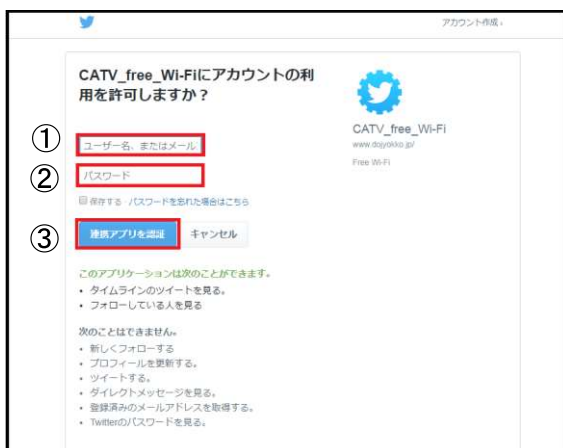 アカウント作成 ›
CATV_free_Wi-Fiにアカウントの利
用を許可しますか？
CATV_free_Wi-Fi
www.dojyokko.jp/
Free Wi-Fi
① ユーザー名、またはメール
② パスワード
保存する · パスワードを忘れた場合はこちら
③ 連携アプリを認証 キャンセル
このアプリケーションは次のことができます。
• タイムラインのツイートを見る。
• フォローしている人を見る
次のことはできません。
• 新しくフォローする
• プロフィールを更新する。
• ツイートする。
• ダイレクトメッセージを見る。
• 登録済みのメールアドレスを取得する。
• Twitterのパスワードを見る。